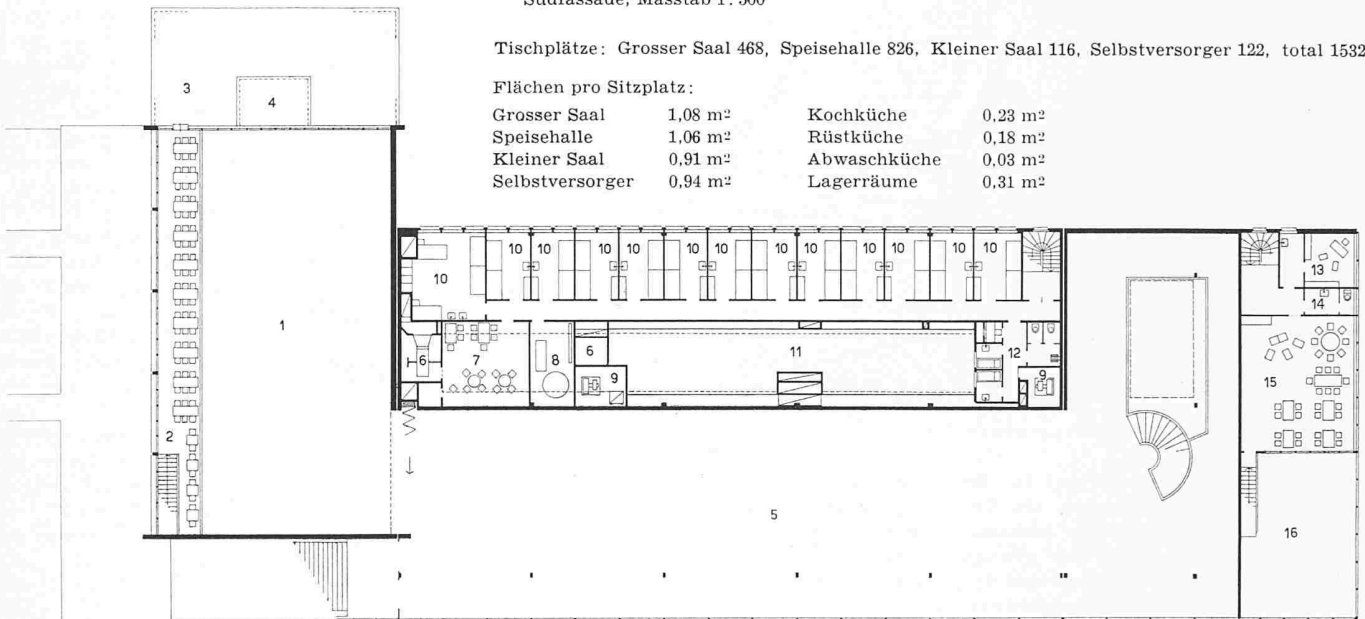 Südfassade, Masstab 1: 500
Tischplätze: Grosser Saal 468, Speisehalle 826, Kleiner Saal 116, Selbstversorger 122, total 1532
Flächen pro Sitzplatz:
Grosser Saal 1,08 m² Kochküche 0,23 m²
Speisehalle 1,06 m² Rüstküche 0,18 m²
Kleiner Saal 0,91 m² Abwaschküche 0,03 m²
Selbstversorger 0,94 m² Lagerräume 0,31 m²
3
4
10 10 10 10 10 10 10 10 10 10 10 10
10
13
14
1
6
7
8
6
9
11
12
9
15
2
5
16